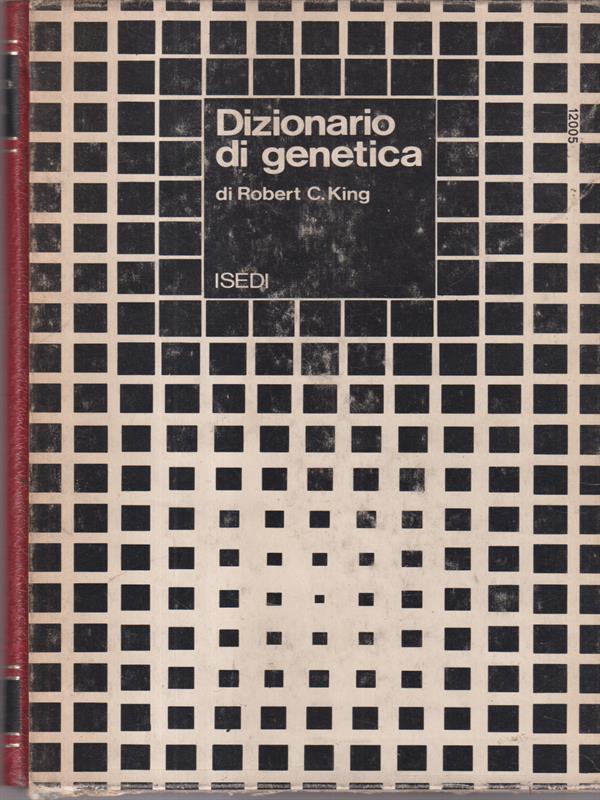 Dizionario
di genetica
di Robert C. King
ISEDI
12005